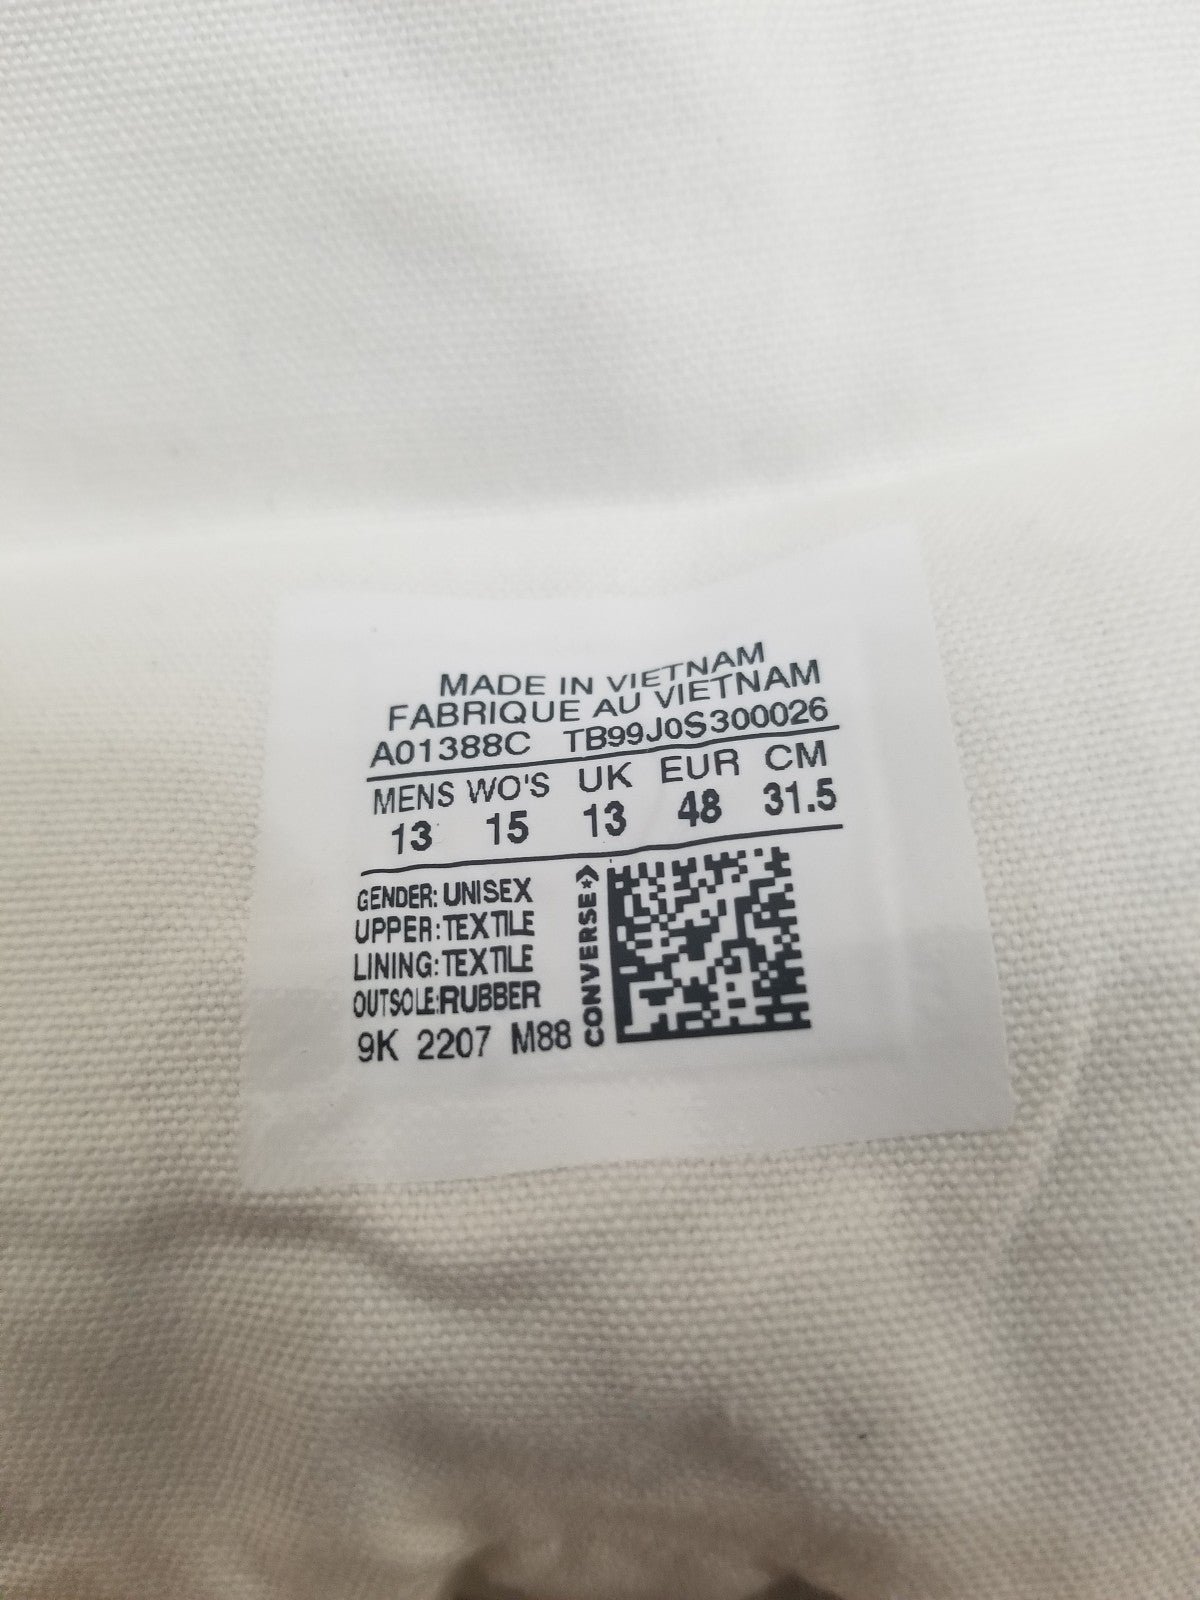 MADE IN VIETNAM
FABRIQUE AU VIETNAM
A01388C TB99J0S300026
MENS WO'S UK EUR CM
13 15 13 48 31.5
GENDER: UNISEX
UPPER:TEXTILE
LINING:TEXTILE
OUTSOLE:RUBBER
9K 2207 M88
CONVERSE